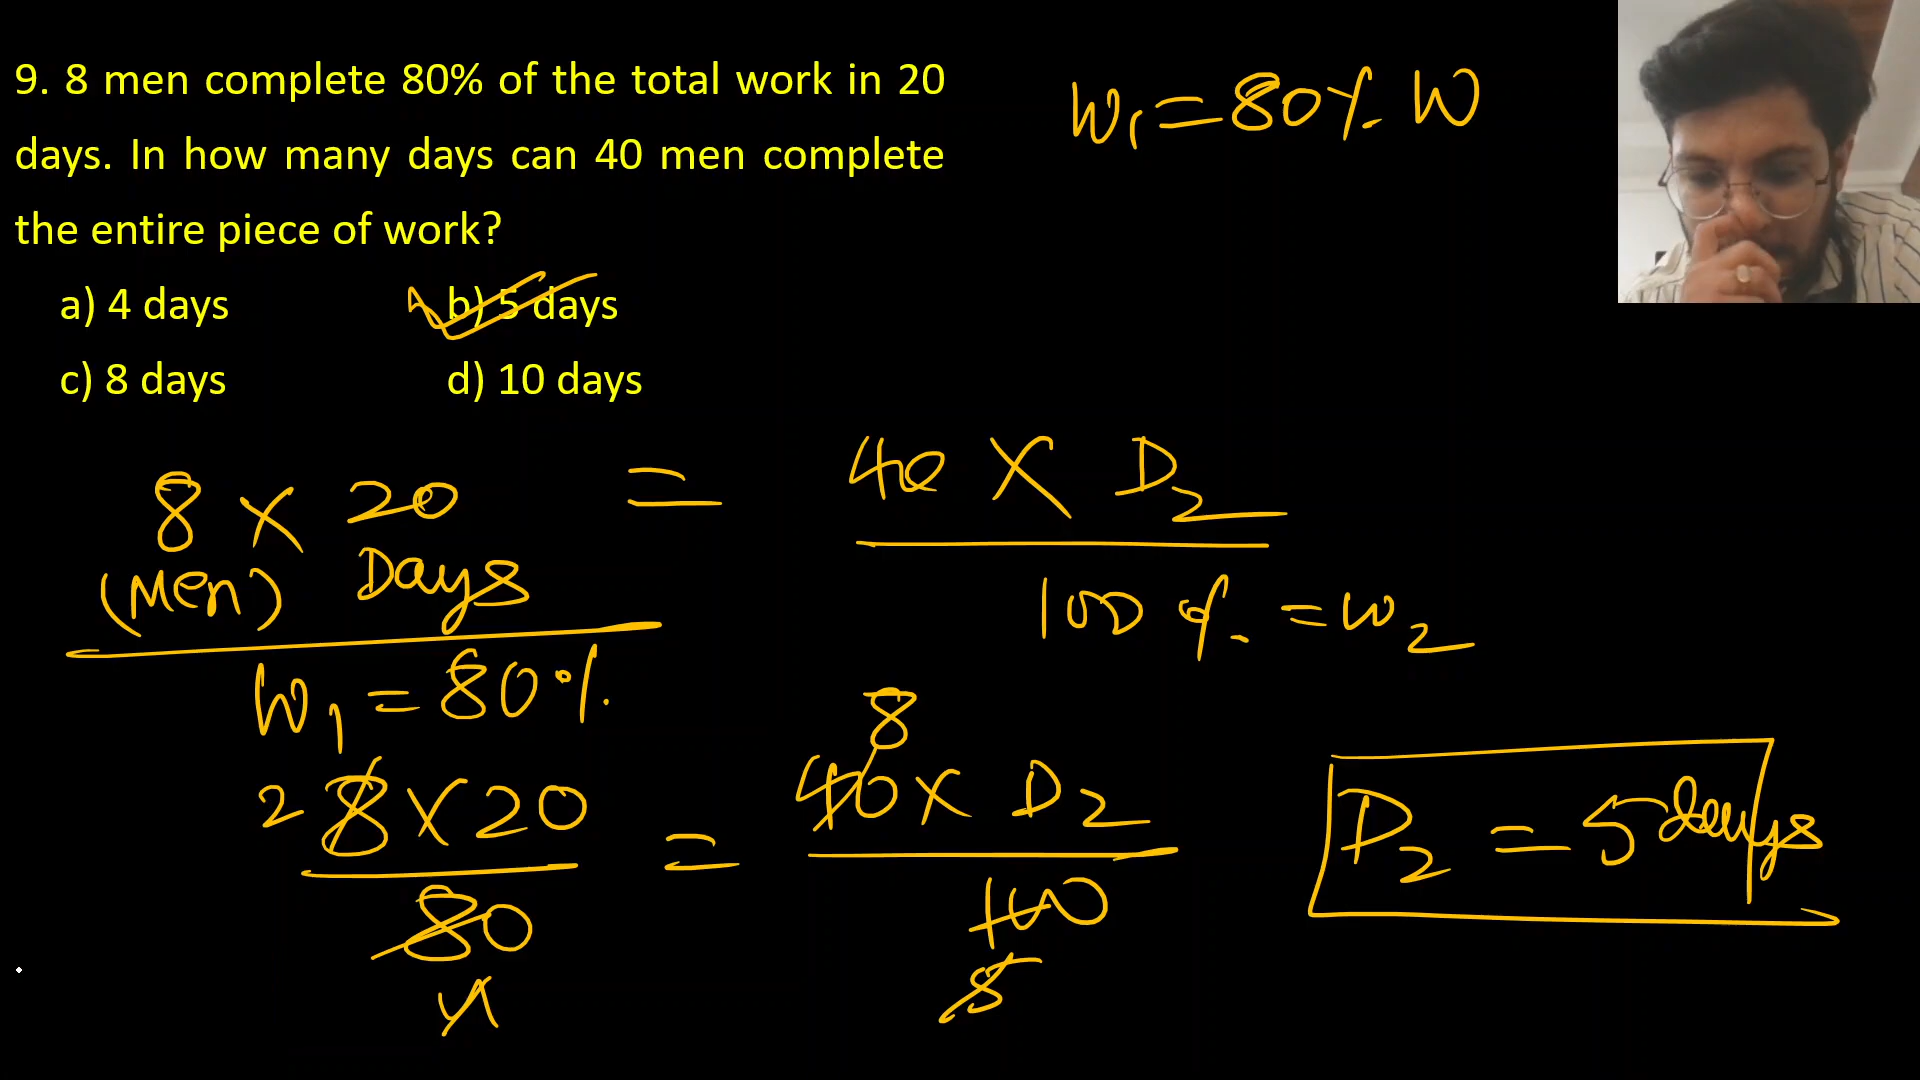 9. 8 men complete 80% of the total work in 20
days. In how many days can 40 men complete
the entire piece of work?
a) 4 days b) 5 days
c) 8 days d) 10 days
W₁ = 80% W
8 × 20 = 40 × D₂
(Men) Days
100 % = W₂
W₁ = 80%
8
2 8 × 20 = 40 × D₂
80 100
4 5
D₂ = 5 days